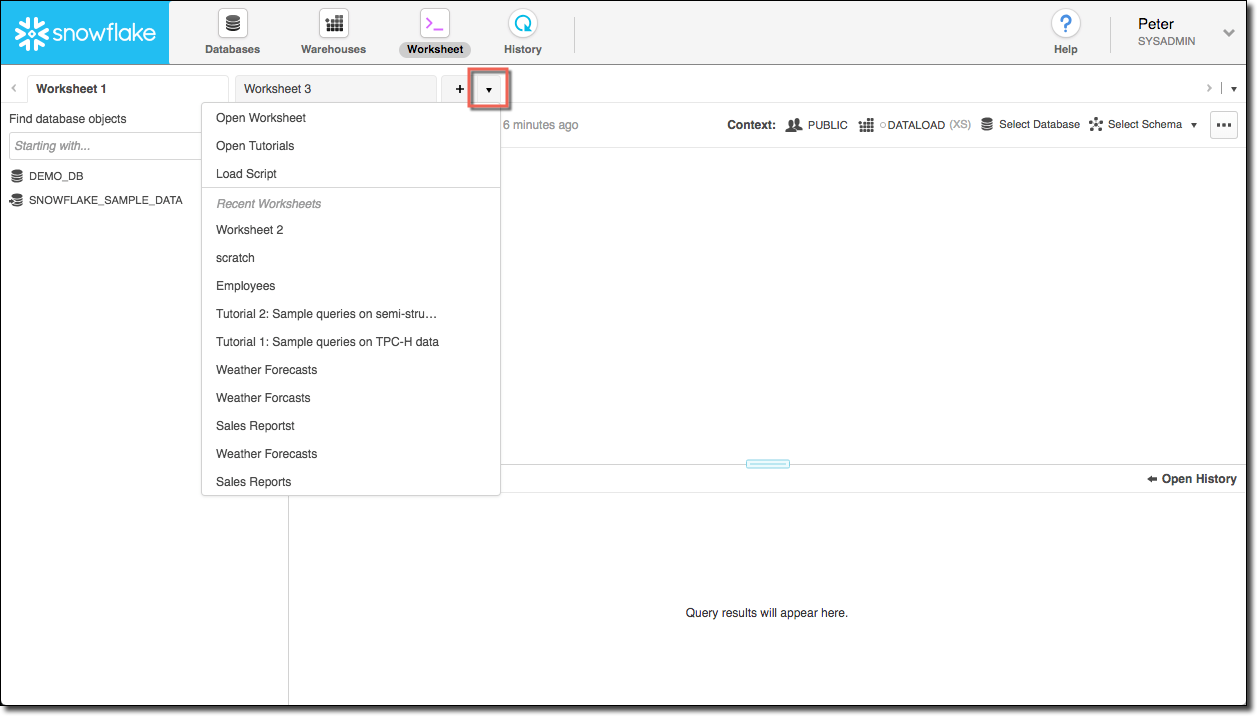 snowflake
Databases
Warehouses
>_
Worksheet
History
?
Help
Peter
SYSADMIN
Worksheet 1
Worksheet 3
+
Find database objects
Starting with...
DEMO_DB
SNOWFLAKE_SAMPLE_DATA
Open Worksheet
Open Tutorials
Load Script
Recent Worksheets
Worksheet 2
scratch
Employees
Tutorial 2: Sample queries on semi-stru…
Tutorial 1: Sample queries on TPC-H data
Weather Forecasts
Weather Forcasts
Sales Reportst
Weather Forecasts
Sales Reports
6 minutes ago
Context: PUBLIC DATALOAD (XS) Select Database Select Schema
Open History
Query results will appear here.